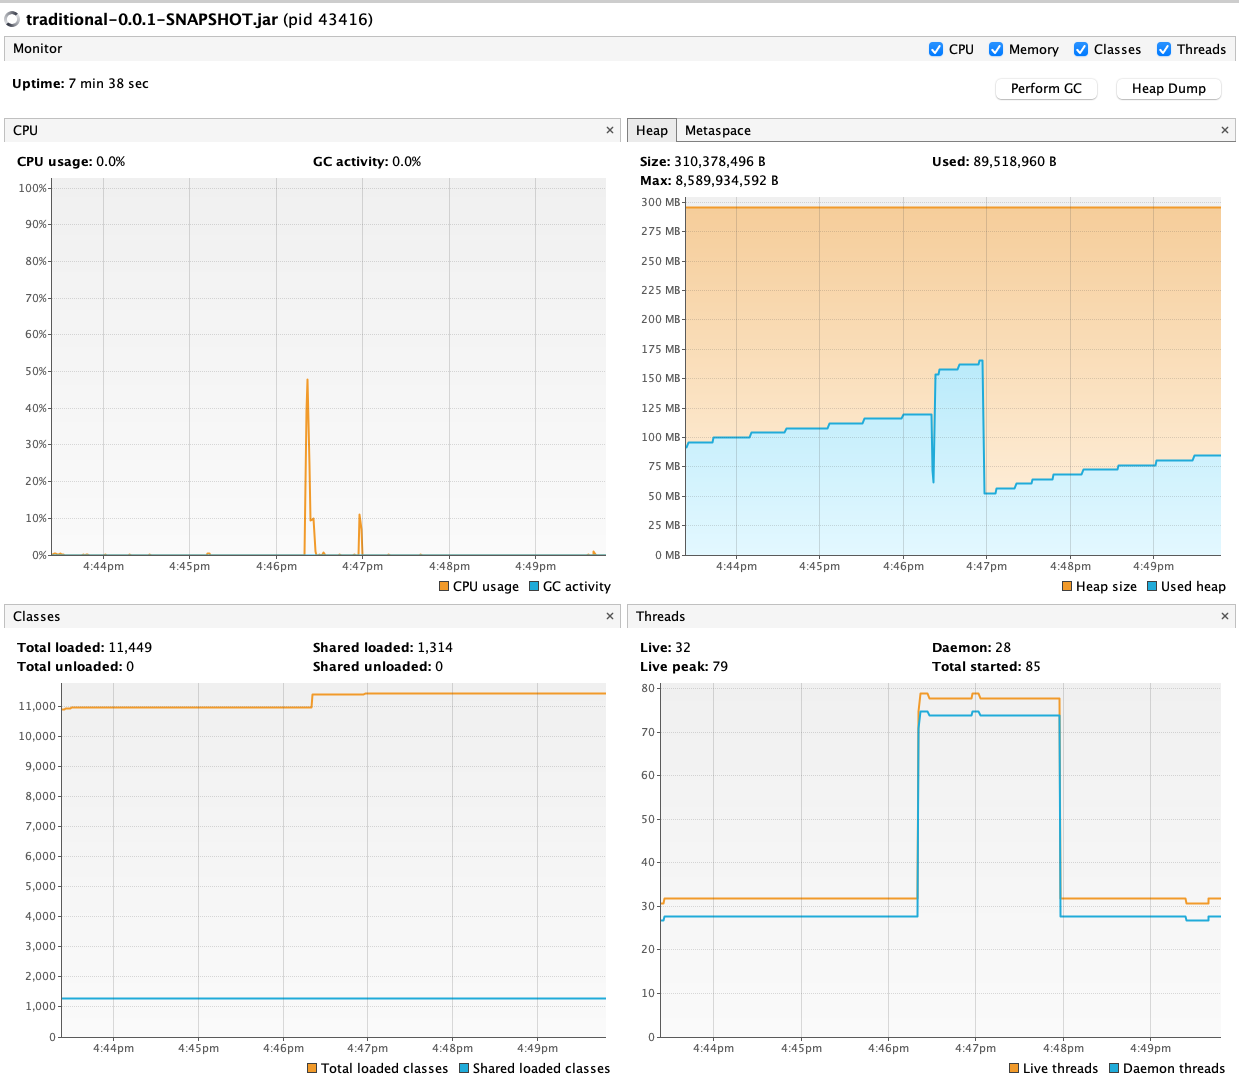 traditional-0.0.1-SNAPSHOT.jar (pid 43416)
Monitor
CPU Memory Classes Threads
Uptime: 7 min 38 sec
Perform GC Heap Dump
CPU ×
CPU usage: 0.0% GC activity: 0.0%
100%
90%
80%
70%
60%
50%
40%
30%
20%
10%
0%
4:44pm 4:45pm 4:46pm 4:47pm 4:48pm 4:49pm
CPU usage GC activity
Heap Metaspace ×
Size: 310,378,496 B Used: 89,518,960 B
Max: 8,589,934,592 B
300 MB
275 MB
250 MB
225 MB
200 MB
175 MB
150 MB
125 MB
100 MB
75 MB
50 MB
25 MB
0 MB
4:44pm 4:45pm 4:46pm 4:47pm 4:48pm 4:49pm
Heap size Used heap
Classes ×
Total loaded: 11,449 Shared loaded: 1,314
Total unloaded: 0 Shared unloaded: 0
11,000
10,000
9,000
8,000
7,000
6,000
5,000
4,000
3,000
2,000
1,000
0
4:44pm 4:45pm 4:46pm 4:47pm 4:48pm 4:49pm
Total loaded classes Shared loaded classes
Threads ×
Live: 32 Daemon: 28
Live peak: 79 Total started: 85
80
70
60
50
40
30
20
10
0
4:44pm 4:45pm 4:46pm 4:47pm 4:48pm 4:49pm
Live threads Daemon threads